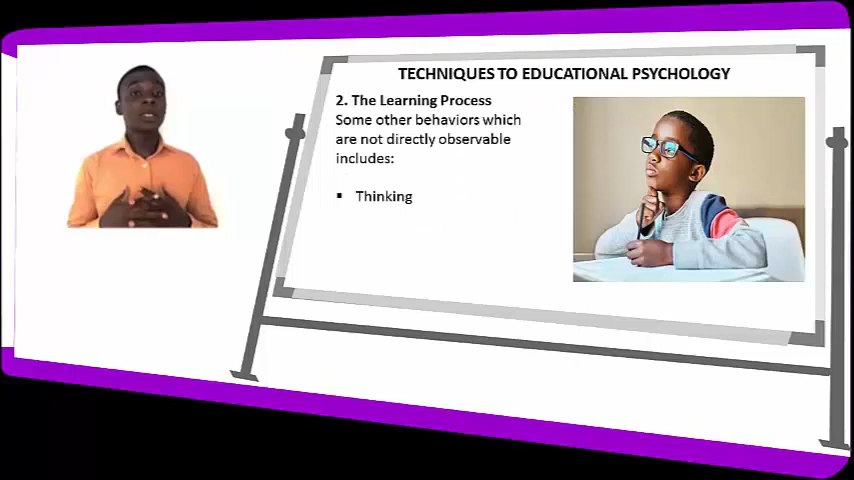 TECHNIQUES TO EDUCATIONAL PSYCHOLOGY
2. The Learning Process
Some other behaviors which
are not directly observable
includes:
▪ Thinking